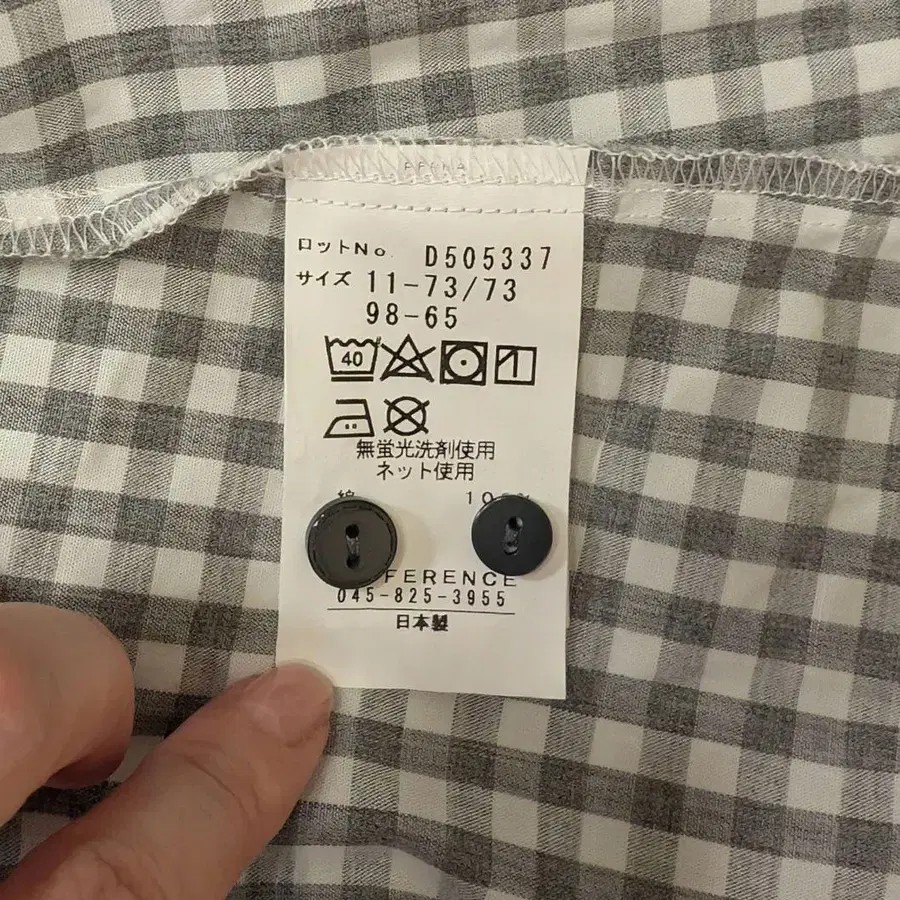 ロットNo. D505337
サイズ 11-73/73
98-65
40
無蛍光洗剤使用
ネット使用
FERENCE
045-825-3955
日本製